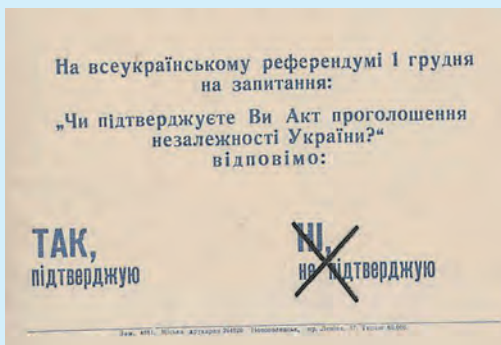 На всеукраїнському референдумі 1 грудня
на запитання:
„Чи підтверджуєте Ви Акт проголошення
незалежності України?“
відповімо:
ТАК,
підтверджую
НІ,
не підтверджую